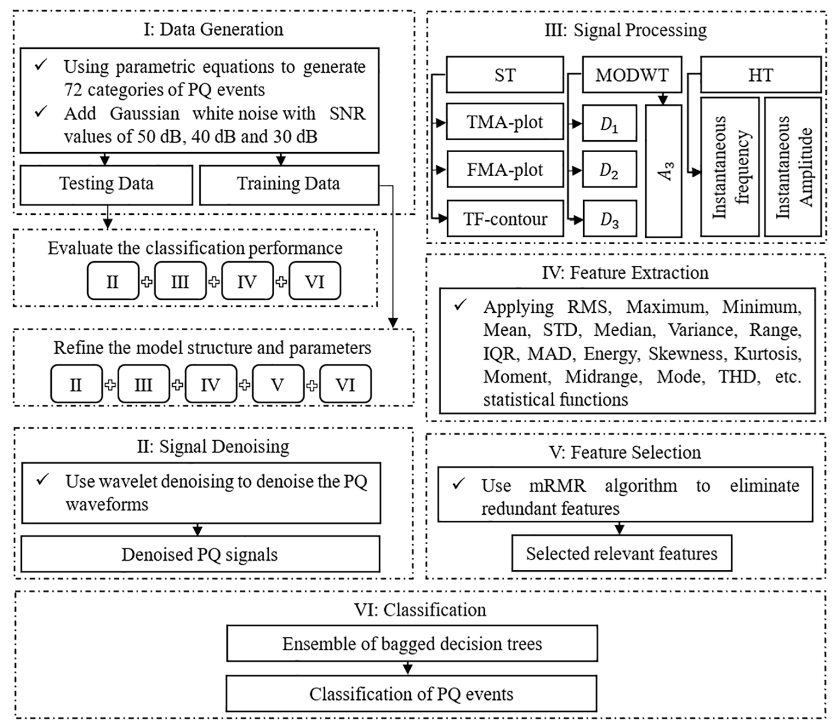 I: Data Generation
✓ Using parametric equations to generate
72 categories of PQ events
✓ Add Gaussian white noise with SNR
values of 50 dB, 40 dB and 30 dB
Testing Data
Training Data
Evaluate the classification performance
II + III + IV + VI
Refine the model structure and parameters
II + III + IV + V + VI
II: Signal Denoising
✓ Use wavelet denoising to denoise the PQ
waveforms
Denoised PQ signals
III: Signal Processing
ST
MODWT
HT
TMA-plot
FMA-plot
TF-contour
D₁
D₂
D₃
A₃
Instantaneous
frequency
Instantaneous
Amplitude
IV: Feature Extraction
✓ Applying RMS, Maximum, Minimum,
Mean, STD, Median, Variance, Range,
IQR, MAD, Energy, Skewness, Kurtosis,
Moment, Midrange, Mode, THD, etc.
statistical functions
V: Feature Selection
✓ Use mRMR algorithm to eliminate
redundant features
Selected relevant features
VI: Classification
Ensemble of bagged decision trees
Classification of PQ events